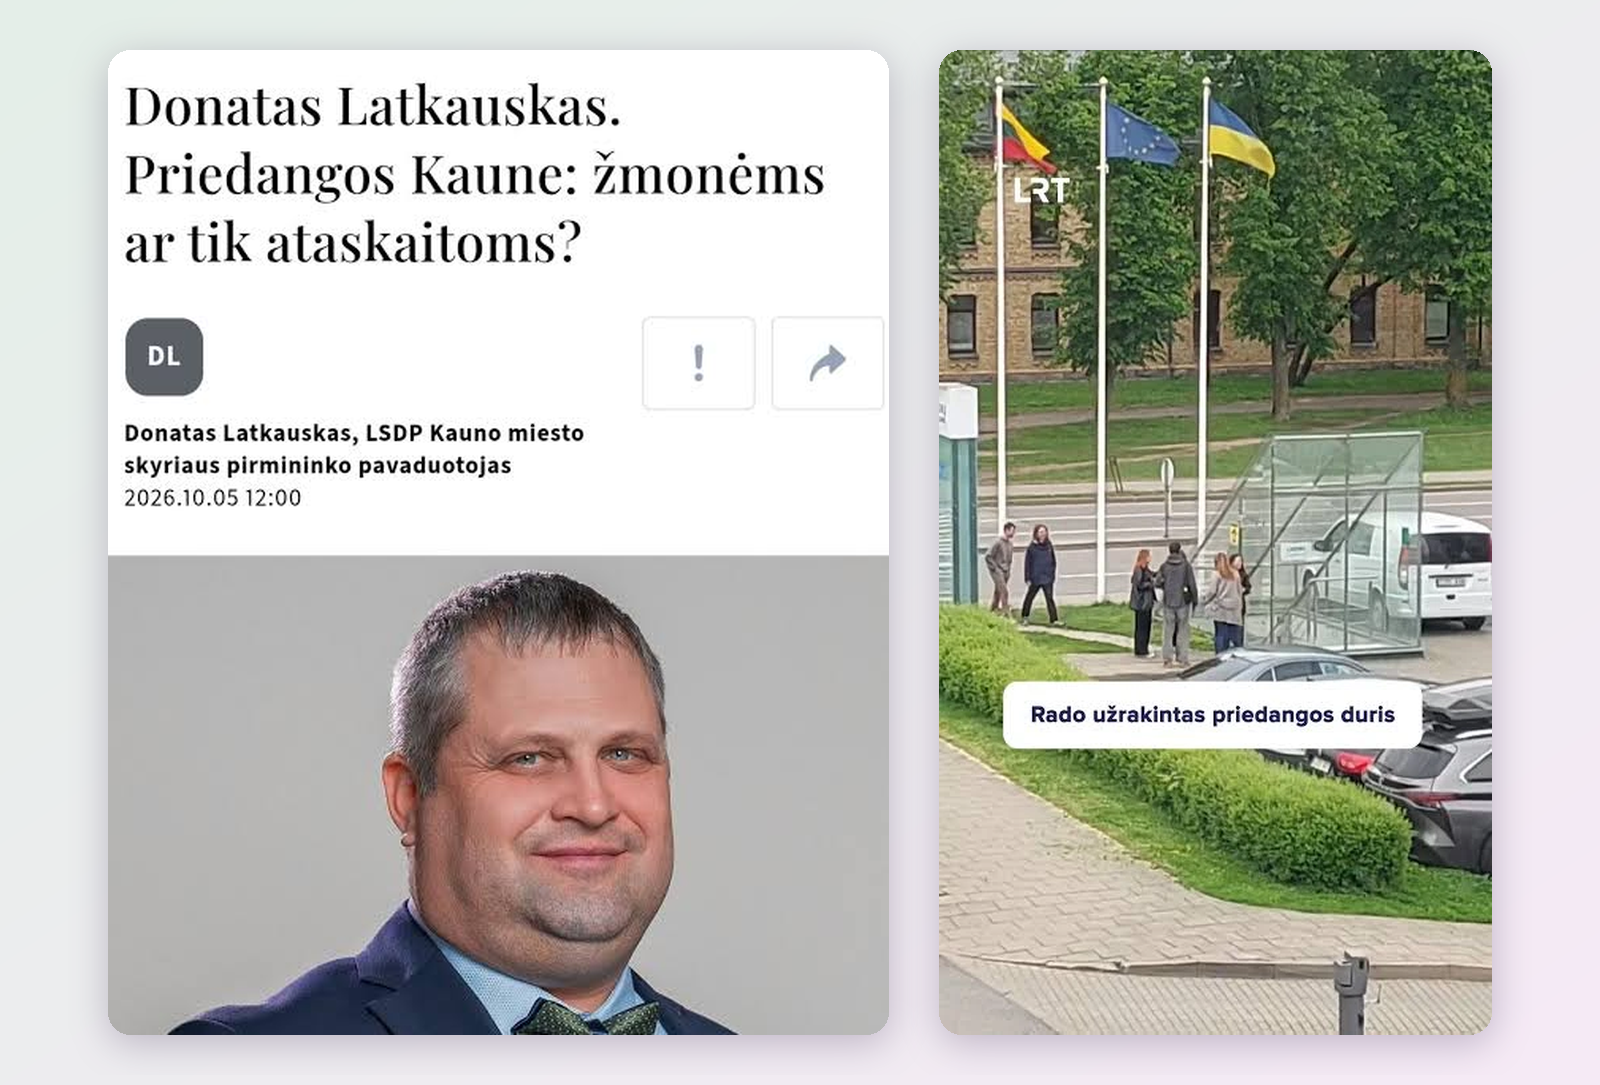 Donatas Latkauskas.
Priedangos Kaune: žmonėms
ar tik ataskaitoms?
DL
Donatas Latkauskas, LSDP Kauno miesto
skyriaus pirmininko pavaduotojas
2026.10.05 12:00
LRT
Rado užrakintas priedangos duris